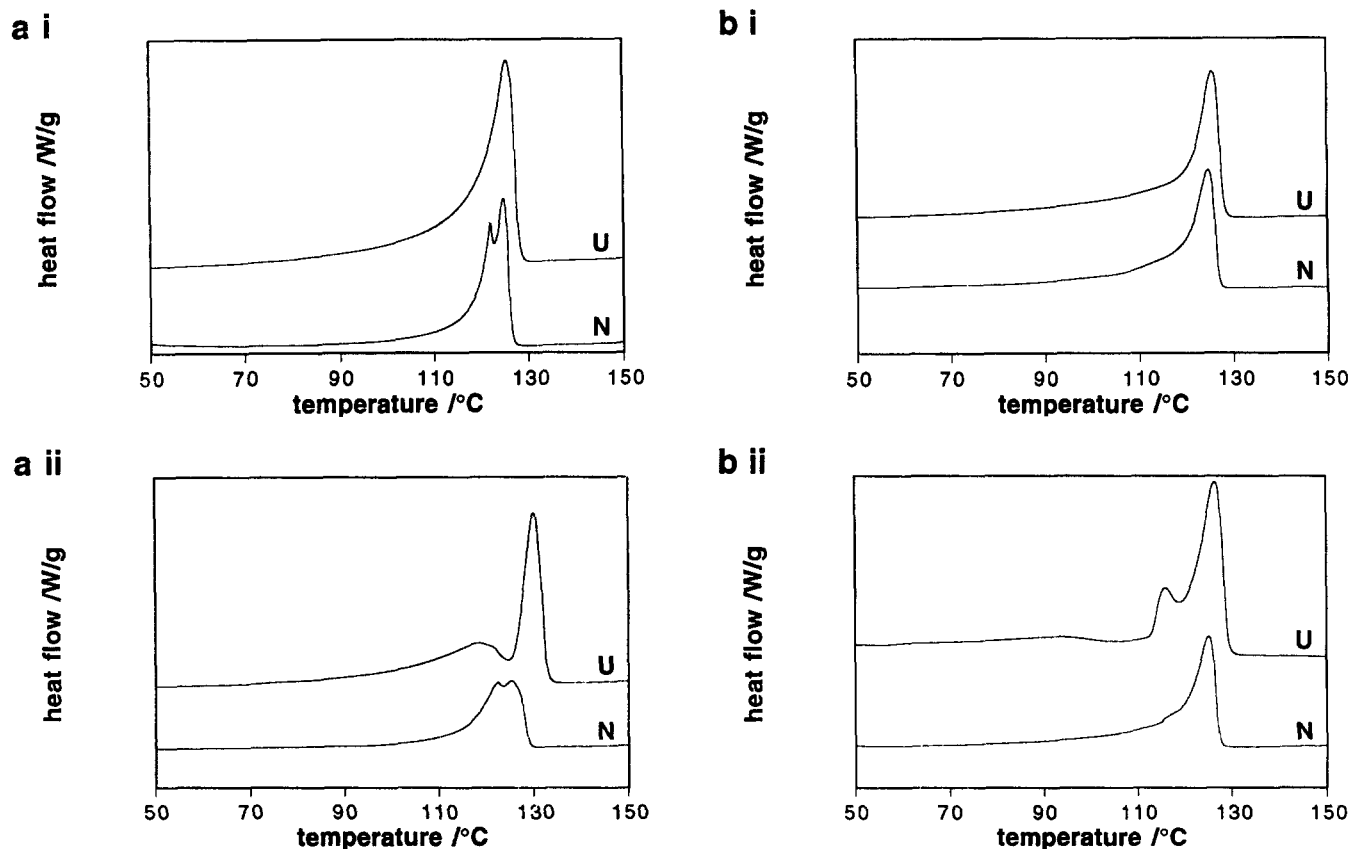 a i
heat flow /W/g
U
N
50 70 90 110 130 150
temperature /°C
b i
heat flow /W/g
U
N
50 70 90 110 130 150
temperature /°C
a ii
heat flow /W/g
U
N
50 70 90 110 130 150
temperature /°C
b ii
heat flow /W/g
U
N
50 70 90 110 130 150
temperature /°C